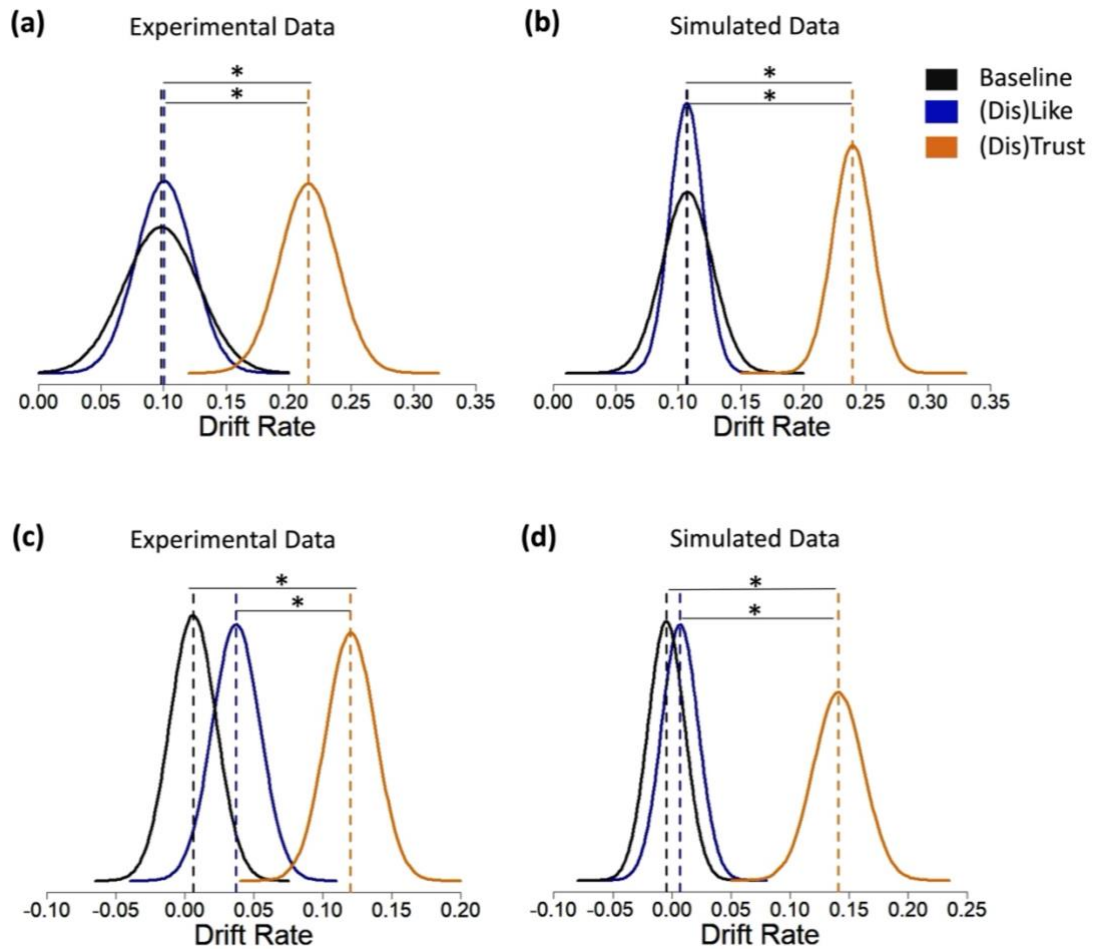 (a)
Experimental Data
*
*
0.00 0.05 0.10 0.15 0.20 0.25 0.30 0.35
Drift Rate
(b)
Simulated Data
*
*
0.00 0.05 0.10 0.15 0.20 0.25 0.30 0.35
Drift Rate
Baseline
(Dis)Like
(Dis)Trust
(c)
Experimental Data
*
*
-0.10 -0.05 0.00 0.05 0.10 0.15 0.20
Drift Rate
(d)
Simulated Data
*
*
-0.10 -0.05 0.00 0.05 0.10 0.15 0.20 0.25
Drift Rate